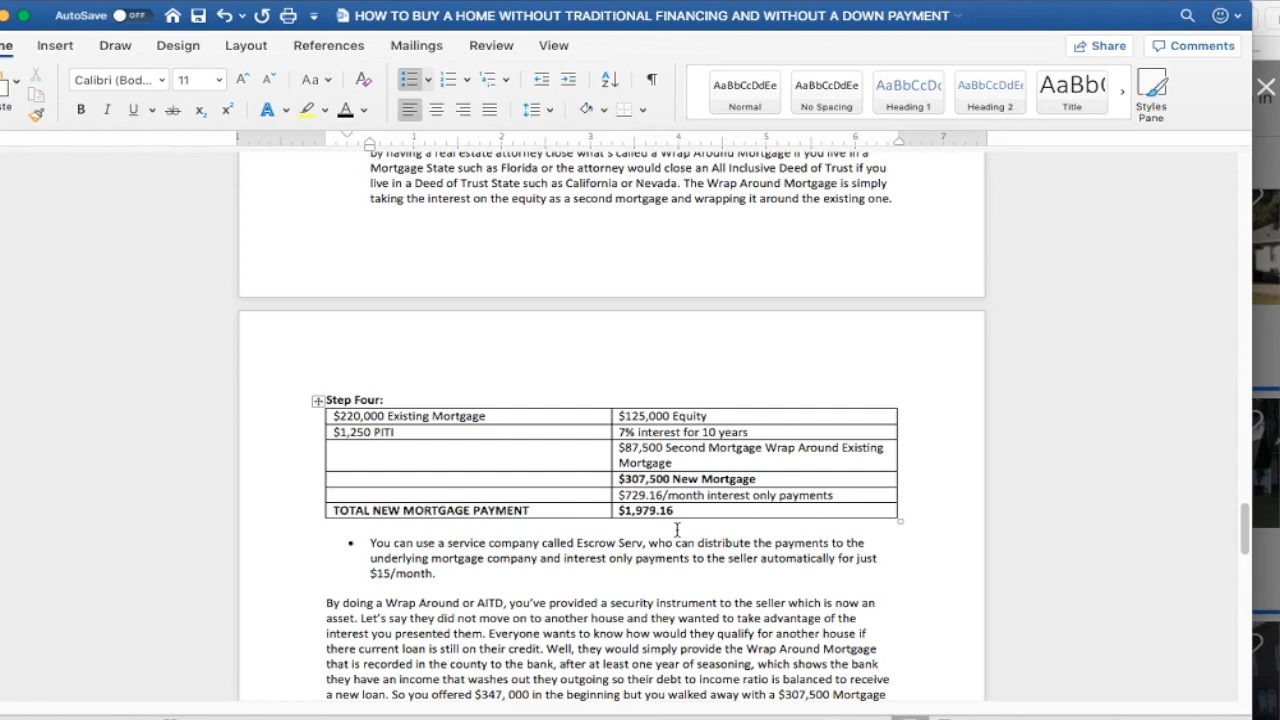 AutoSave OFF HOW TO BUY A HOME WITHOUT TRADITIONAL FINANCING AND WITHOUT A DOWN PAYMENT
Insert Draw Design Layout References Mailings Review View Share Comments
Calibri (Bod... 11 Aa
AaBbCcDdEe AaBbCcDdEe AaBbCcDc AaBbCcDdEe AaBb(
Normal No Spacing Heading 1 Heading 2 Title Styles Pane
1 1 2 3 4 5 6 7
by having a real estate attorney close what's called a Wrap Around Mortgage if you live in a
Mortgage State such as Florida or the attorney would close an All Inclusive Deed of Trust if you
live in a Deed of Trust State such as California or Nevada. The Wrap Around Mortgage is simply
taking the interest on the equity as a second mortgage and wrapping it around the existing one.
Step Four:
$220,000 Existing Mortgage $125,000 Equity
$1,250 PITI 7% interest for 10 years
$87,500 Second Mortgage Wrap Around Existing
Mortgage
$307,500 New Mortgage
$729.16/month interest only payments
TOTAL NEW MORTGAGE PAYMENT $1,979.16
• You can use a service company called Escrow Serv, who can distribute the payments to the
underlying mortgage company and interest only payments to the seller automatically for just
$15/month.
By doing a Wrap Around or AITD, you've provided a security instrument to the seller which is now an
asset. Let's say they did not move on to another house and they wanted to take advantage of the
interest you presented them. Everyone wants to know how would they qualify for another house if
there current loan is still on their credit. Well, they would simply provide the Wrap Around Mortgage
that is recorded in the county to the bank, after at least one year of seasoning, which shows the bank
they have an income that washes out they outgoing so their debt to income ratio is balanced to receive
a new loan. So you offered $347, 000 in the beginning but you walked away with a $307,500 Mortgage